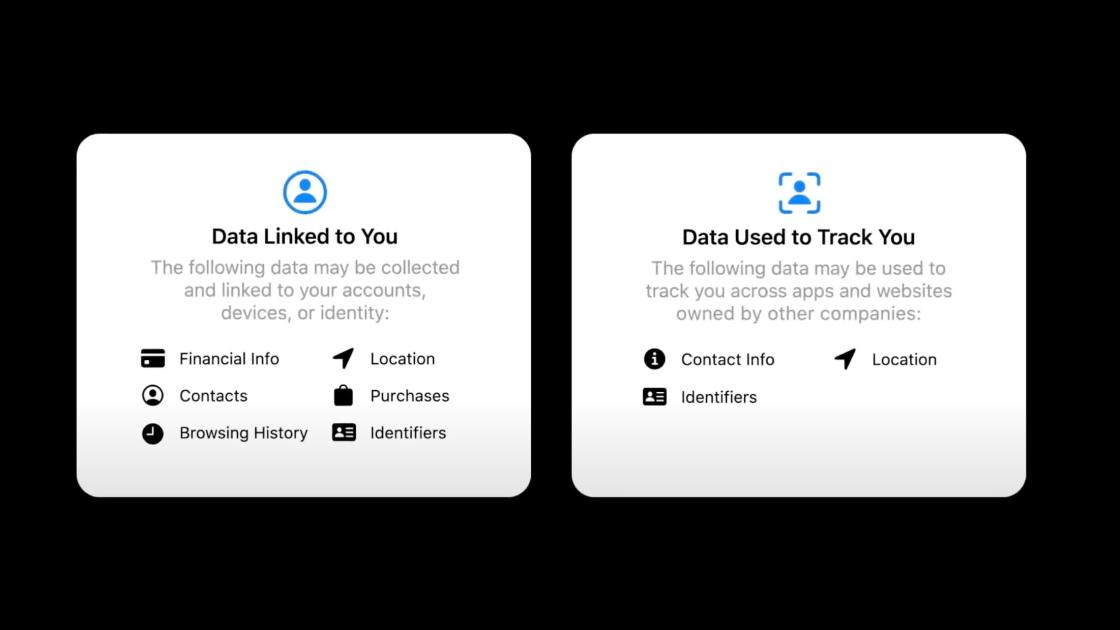 Data Linked to You
The following data may be collected
and linked to your accounts,
devices, or identity:
Financial Info
Location
Contacts
Purchases
Browsing History
Identifiers
Data Used to Track You
The following data may be used to
track you across apps and websites
owned by other companies:
Contact Info
Location
Identifiers